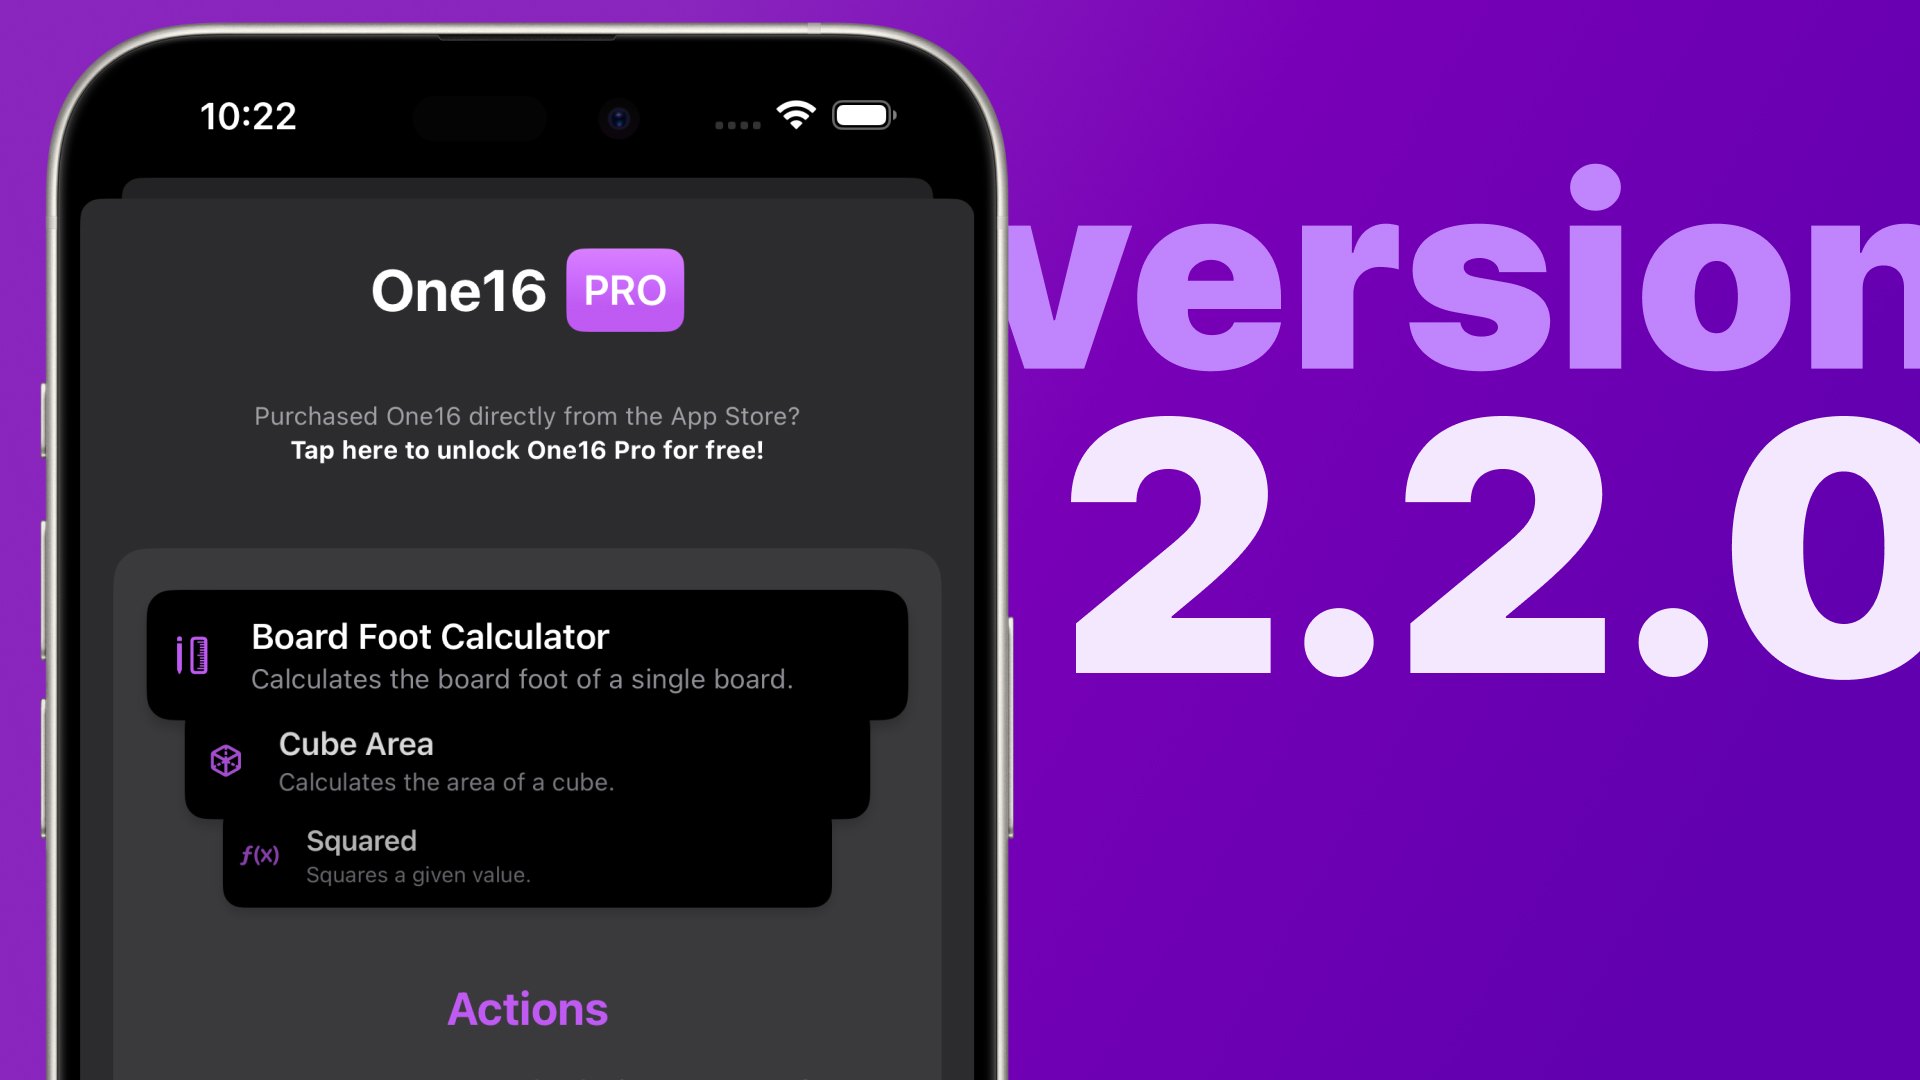 10:22
One16 PRO
Purchased One16 directly from the App Store?
Tap here to unlock One16 Pro for free!
Board Foot Calculator
Calculates the board foot of a single board.
Cube Area
Calculates the area of a cube.
f(x)
Squared
Squares a given value.
Actions
version
2.2.0